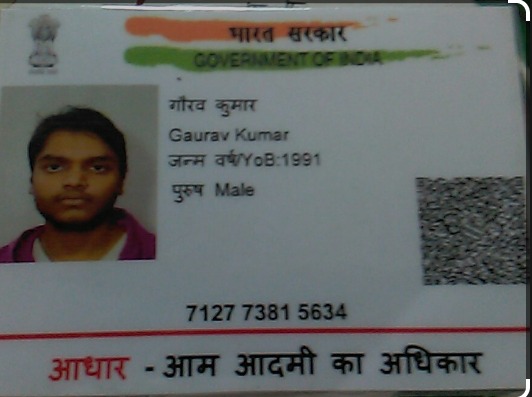 भारत सरकार
GOVERNMENT OF INDIA
गौरव कुमार
Gaurav Kumar
जन्म वर्ष/YoB:1991
पुरुष Male
7127 7381 5634
आधार - आम आदमी का अधिकार